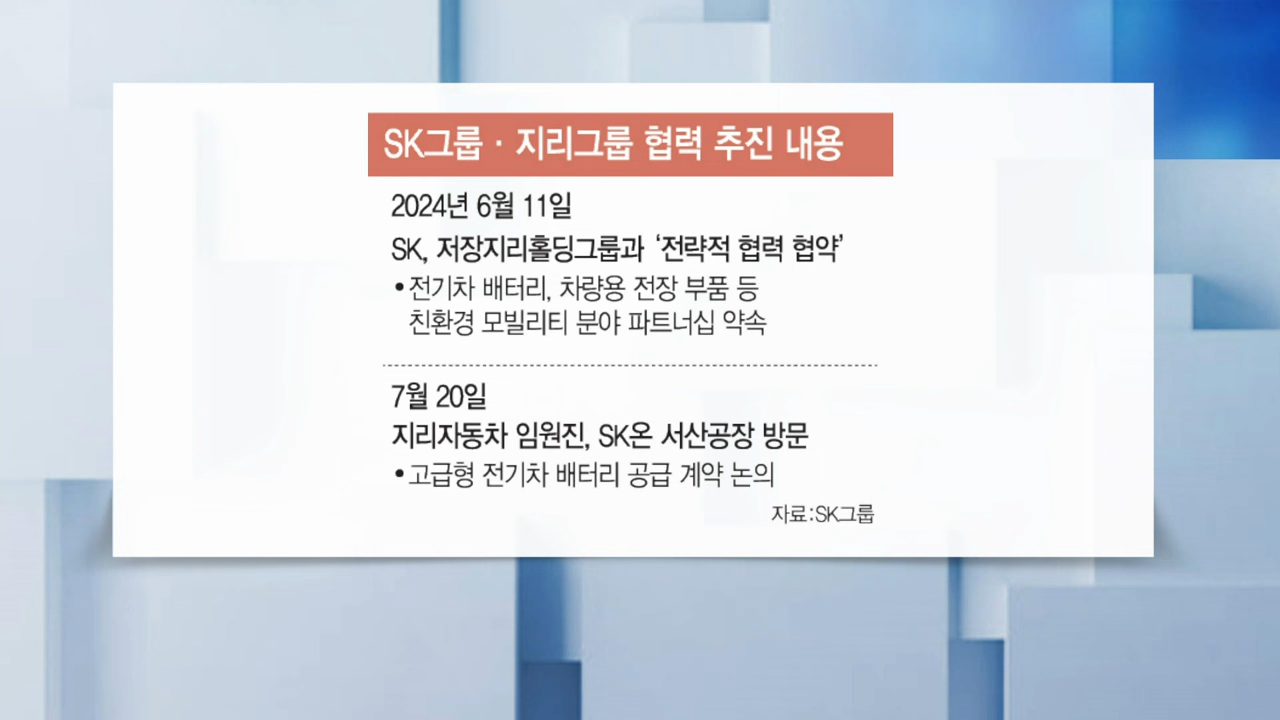 SK그룹 · 지리그룹 협력 추진 내용
2024년 6월 11일
SK, 저장지리홀딩그룹과 ‘전략적 협력 협약’
• 전기차 배터리, 차량용 전장 부품 등
친환경 모빌리티 분야 파트너십 약속
7월 20일
지리자동차 임원진, SK온 서산공장 방문
• 고급형 전기차 배터리 공급 계약 논의
자료:SK그룹